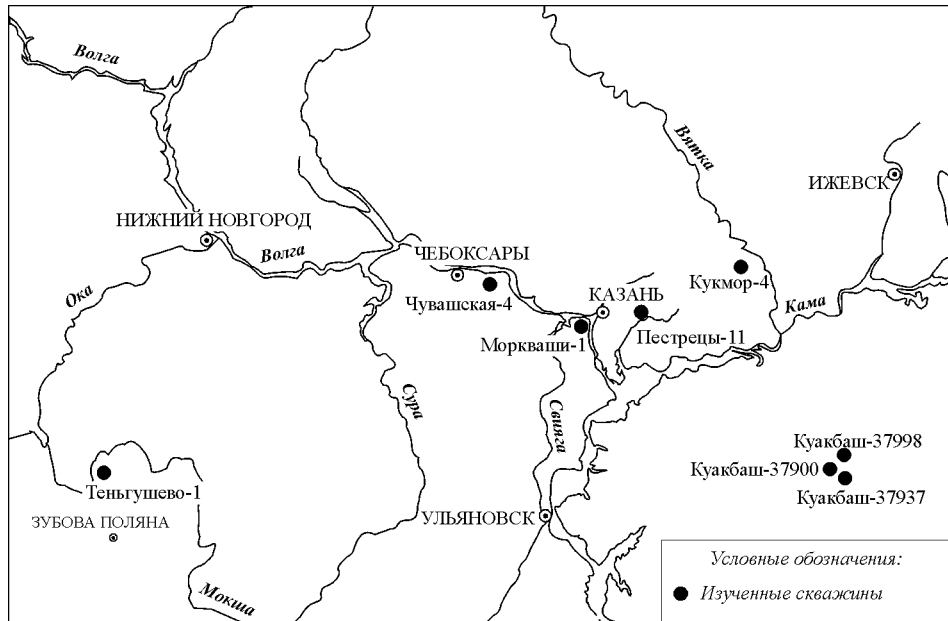 Волга
Вятка
ИЖЕВСК
НИЖНИЙ НОВГОРОД
Волга
ЧЕБОКСАРЫ
Ока
Чувашская-4
КАЗАНЬ
Кукмор-4
Кама
Моркваши-1
Пестрецы-11
Сура
Свияга
Куакбаш-37998
Куакбаш-37900
Куакбаш-37937
Теньгушево-1
ЗУБОВА ПОЛЯНА
УЛЬЯНОВСК
Мокша
Условные обозначения:
Изученные скважины